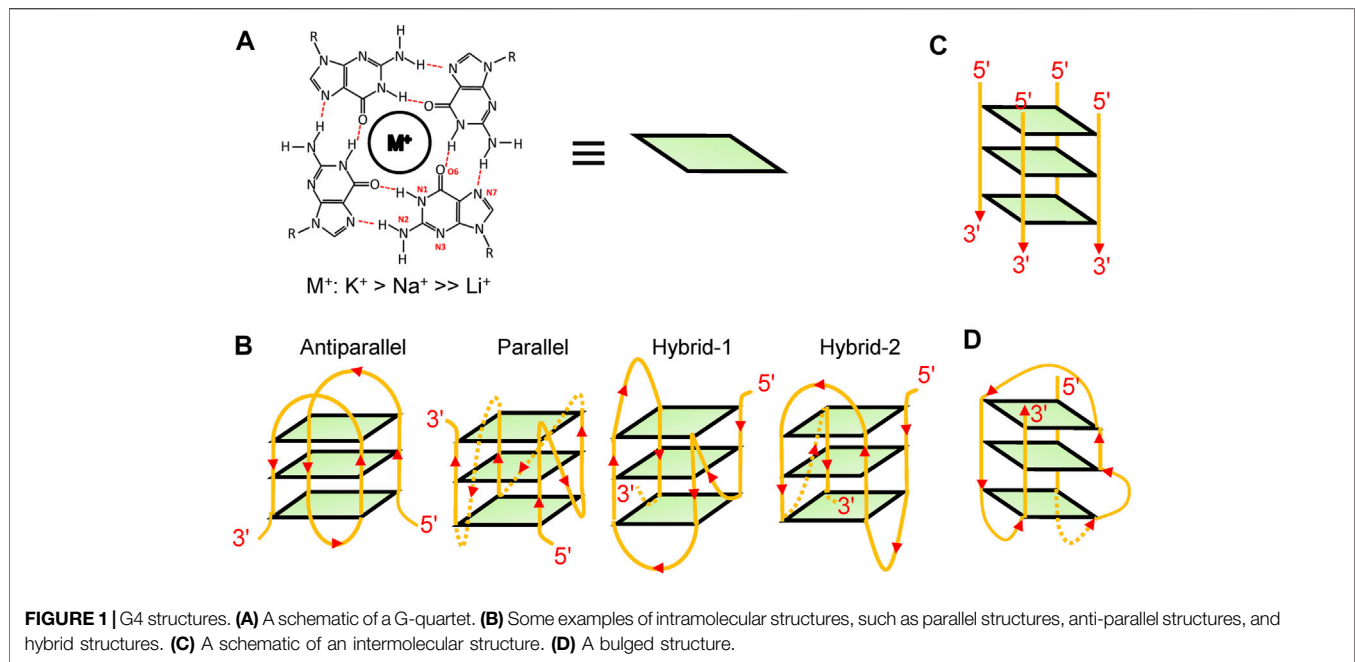 A
H
H
R
N
N
N
H
N
R
N
N
N
N
H
O
O
N
N
N
H
H
H
O
M⁺
N
N
H
H
H
H
N
N
H
O
O6
N
N
N
N
O
H
N
N1
N
N7
N
N
H
N2
N
N
N
R
H
N3
R
M⁺: K⁺ > Na⁺ >> Li⁺
≡
C
5'
5'
5'
5'
3'
3'
3'
B
Antiparallel
Parallel
Hybrid-1
Hybrid-2
D
3'
5'
3'
5'
5'
3'
5'
3'
5'
3'
FIGURE 1 | G4 structures. (A) A schematic of a G-quartet. (B) Some examples of intramolecular structures, such as parallel structures, anti-parallel structures, and
hybrid structures. (C) A schematic of an intermolecular structure. (D) A bulged structure.